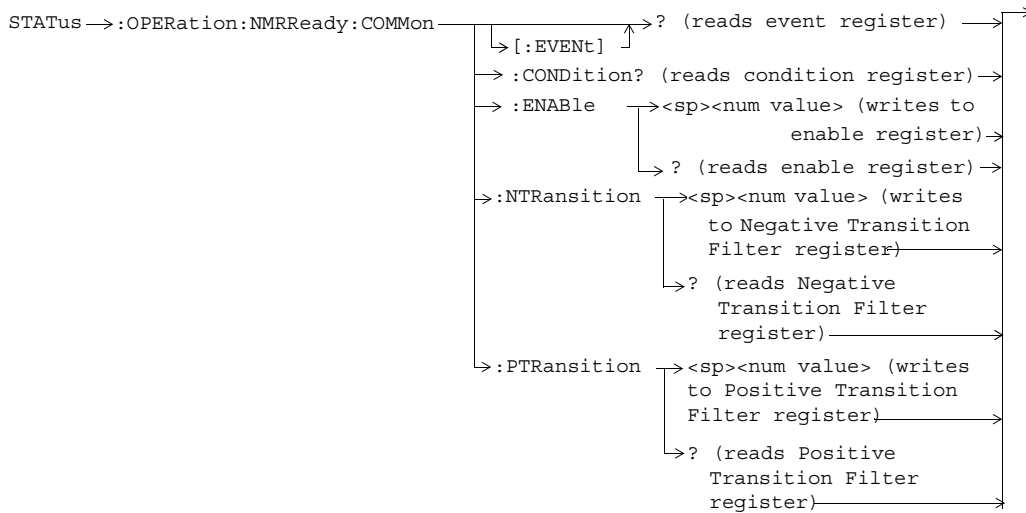 STATus :OPERation:NMRReady:COMMon ? (reads event register)
[:EVENt]
:CONDition? (reads condition register)
:ENABle <sp><num value> (writes to
enable register)
? (reads enable register)
:NTRansition <sp><num value> (writes
to Negative Transition
Filter register)
? (reads Negative
Transition Filter
register)
:PTRansition <sp><num value> (writes
to Positive Transition
Filter register)
? (reads Positive
Transition Filter
register)